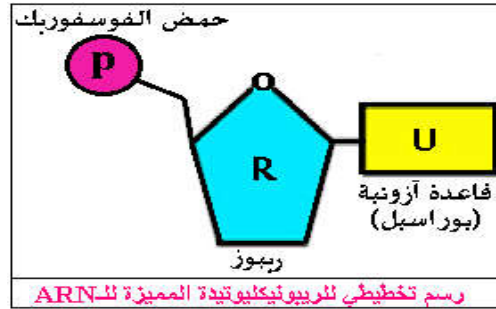 حمض الفوسفوريك
P
O
R
U
قاعدة آزوتية
(يوراسيل)
ريبوز
رسم تخطيطي للريبونيكليوتيدة المميزة للـARN